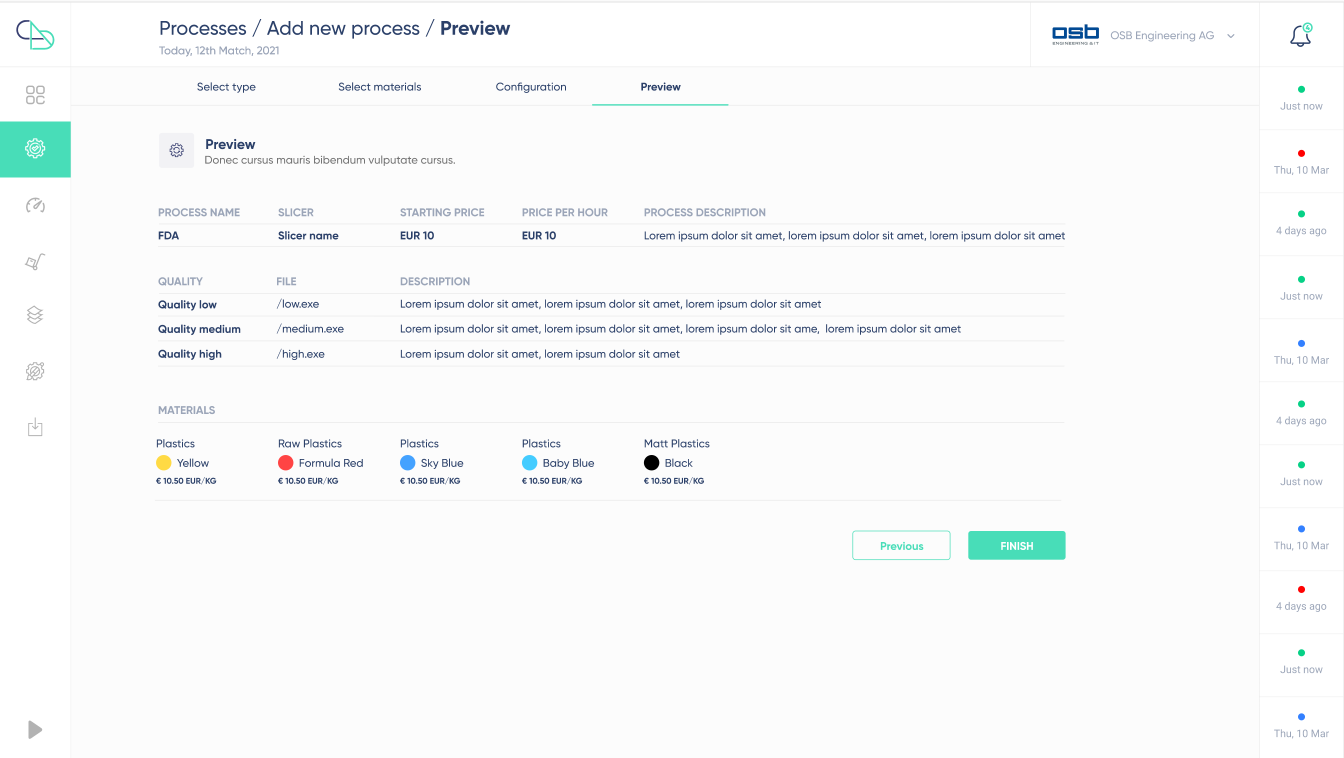 Processes / Add new process / Preview
Today, 12th Match, 2021
osb
ENGINEERING & IT
OSB Engineering AG
4
Select type
Select materials
Configuration
Preview
Preview
Donec cursus mauris bibendum vulputate cursus.
PROCESS NAME SLICER STARTING PRICE PRICE PER HOUR PROCESS DESCRIPTION
FDA Slicer name EUR 10 EUR 10 Lorem ipsum dolor sit amet, lorem ipsum dolor sit amet, lorem ipsum dolor sit amet
QUALITY FILE DESCRIPTION
Quality low /low.exe Lorem ipsum dolor sit amet, lorem ipsum dolor sit amet, lorem ipsum dolor sit amet
Quality medium /medium.exe Lorem ipsum dolor sit amet, lorem ipsum dolor sit amet, lorem ipsum dolor sit ame, lorem ipsum dolor sit amet
Quality high /high.exe Lorem ipsum dolor sit amet, lorem ipsum dolor sit amet
MATERIALS
Plastics Raw Plastics Plastics Plastics Matt Plastics
Yellow Formula Red Sky Blue Baby Blue Black
€ 10.50 EUR/KG € 10.50 EUR/KG € 10.50 EUR/KG € 10.50 EUR/KG € 10.50 EUR/KG
Previous FINISH
Just now
Thu, 10 Mar
4 days ago
Just now
Thu, 10 Mar
4 days ago
Just now
Thu, 10 Mar
4 days ago
Just now
Thu, 10 Mar